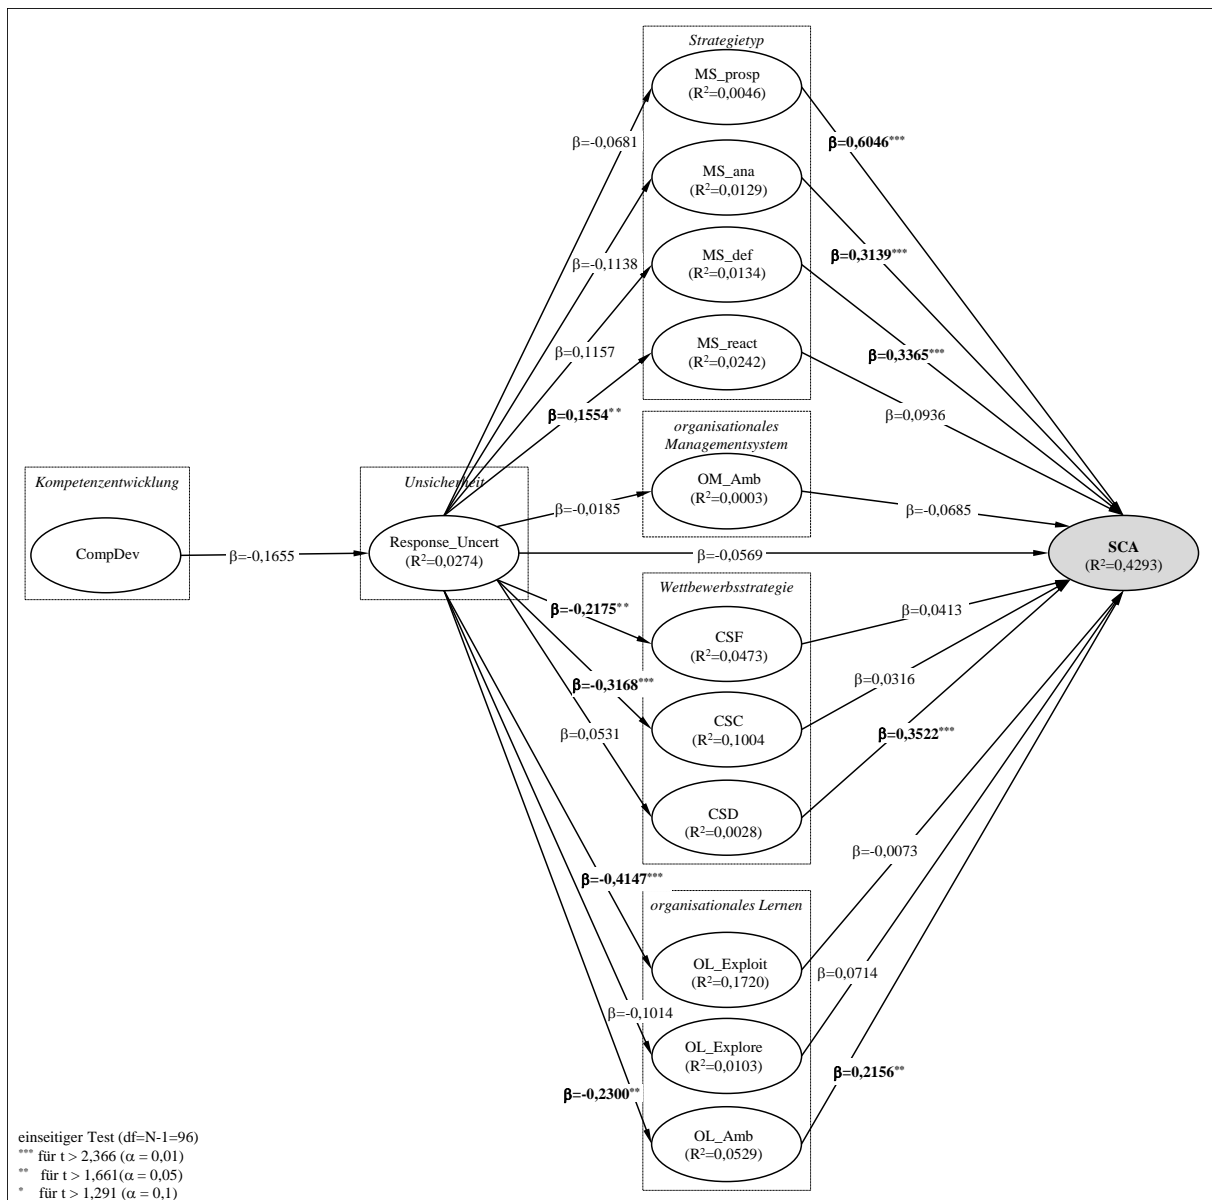 Strategietyp
MS_prosp
(R²=0,0046)
β=-0,0681
β=0,6046***
MS_ana
(R²=0,0129)
β=-0,1138
β=0,3139***
MS_def
(R²=0,0134)
β=0,1157
β=0,3365***
MS_react
(R²=0,0242)
β=0,1554**
β=0,0936
organisationales
Managementsystem
Kompetenzentwicklung
Unsicherheit
OM_Amb
(R²=0,0003)
β=-0,0185
β=-0,0685
CompDev
β=-0,1655
Response_Uncert
(R²=0,0274)
β=-0,0569
SCA
(R²=0,4293)
Wettbewerbsstrategie
β=-0,2175**
β=0,0413
CSF
(R²=0,0473)
β=-0,3168***
β=0,0316
CSC
(R²=0,1004
β=0,0531
β=0,3522***
CSD
(R²=0,0028)
β=-0,0073
β=-0,4147***
organisationales Lernen
OL_Exploit
(R²=0,1720)
β=0,0714
β=-0,1014
OL_Explore
(R²=0,0103)
β=0,2156**
β=-0,2300**
OL_Amb
(R²=0,0529)
einseitiger Test (df=N-1=96)
*** für t > 2,366 (α = 0,01)
** für t > 1,661(α = 0,05)
* für t > 1,291 (α = 0,1)